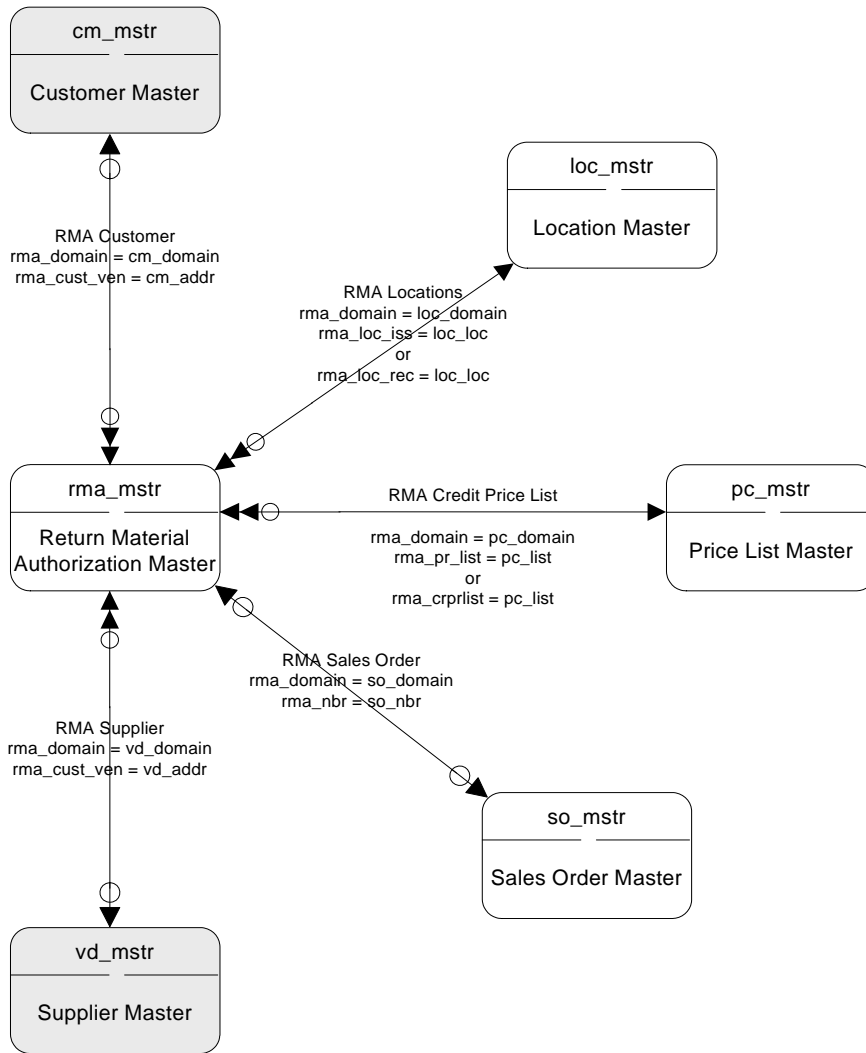 cm_mstr
Customer Master
loc_mstr
Location Master
RMA Customer
rma_domain = cm_domain
rma_cust_ven = cm_addr
RMA Locations
rma_domain = loc_domain
rma_loc_iss = loc_loc
or
rma_loc_rec = loc_loc
rma_mstr
Return Material
Authorization Master
RMA Credit Price List
rma_domain = pc_domain
rma_pr_list = pc_list
or
rma_crprlist = pc_list
pc_mstr
Price List Master
RMA Sales Order
rma_domain = so_domain
rma_nbr = so_nbr
RMA Supplier
rma_domain = vd_domain
rma_cust_ven = vd_addr
so_mstr
Sales Order Master
vd_mstr
Supplier Master